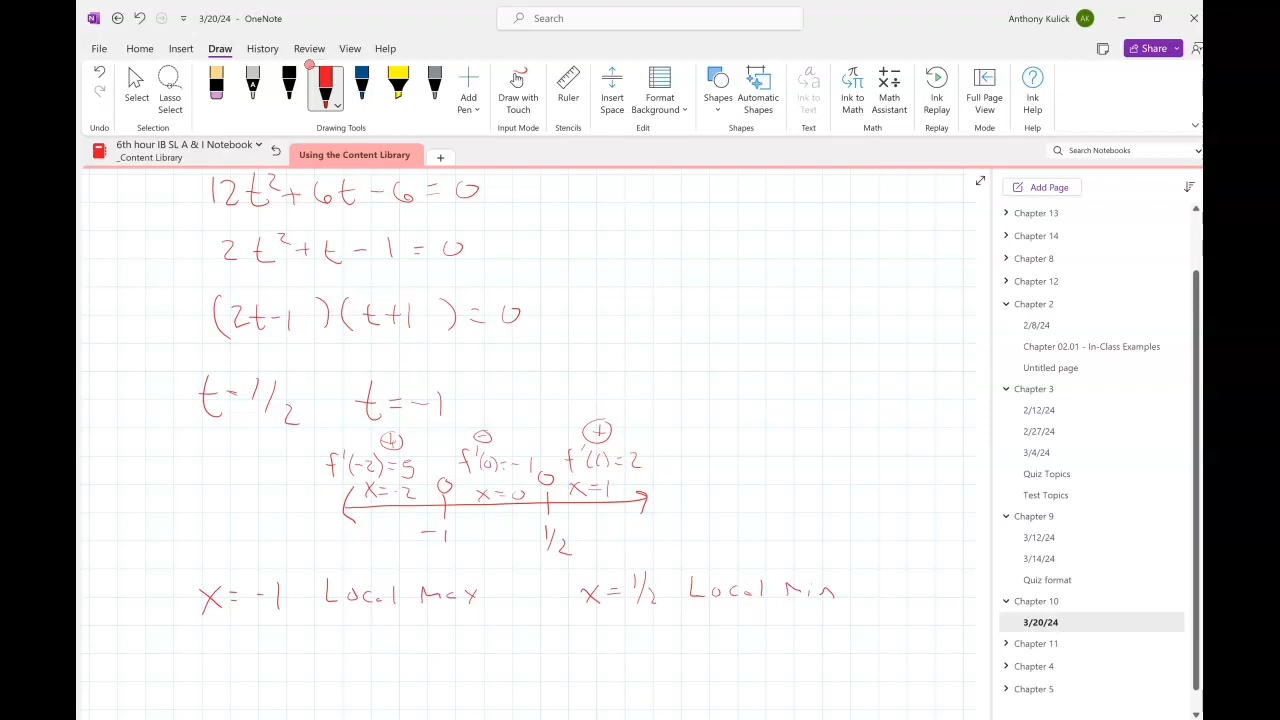 3/20/24 - OneNote
Search
Anthony Kulick
AK
File Home Insert Draw History Review View Help
Share
Select
Lasso Select
Add Pen
Draw with Touch
Ruler
Insert Space
Format Background
Shapes
Automatic Shapes
Ink to Text
Ink to Math
Math Assistant
Ink Replay
Full Page View
Ink Help
Undo Selection Drawing Tools Input Mode Stencils Edit Shapes Text Math Replay Mode Help
6th hour IB SL A & I Notebook
_Content Library
Using the Content Library
Search Notebooks
12t² + 6t - 6 = 0
2t² + t - 1 = 0
(2t-1)(t+1) = 0
t = 1/2 t = -1
+ - +
f'(-2)=5 f'(0)=-1 f'(1)=2
x=-2 0 x=0 0 x=1
-1 1/2
x = -1 Local Max x = 1/2 Local Min
Add Page
Chapter 13
Chapter 14
Chapter 8
Chapter 12
Chapter 2
2/8/24
Chapter 02.01 - In-Class Examples
Untitled page
Chapter 3
2/12/24
2/27/24
3/4/24
Quiz Topics
Test Topics
Chapter 9
3/12/24
3/14/24
Quiz format
Chapter 10
3/20/24
Chapter 11
Chapter 4
Chapter 5